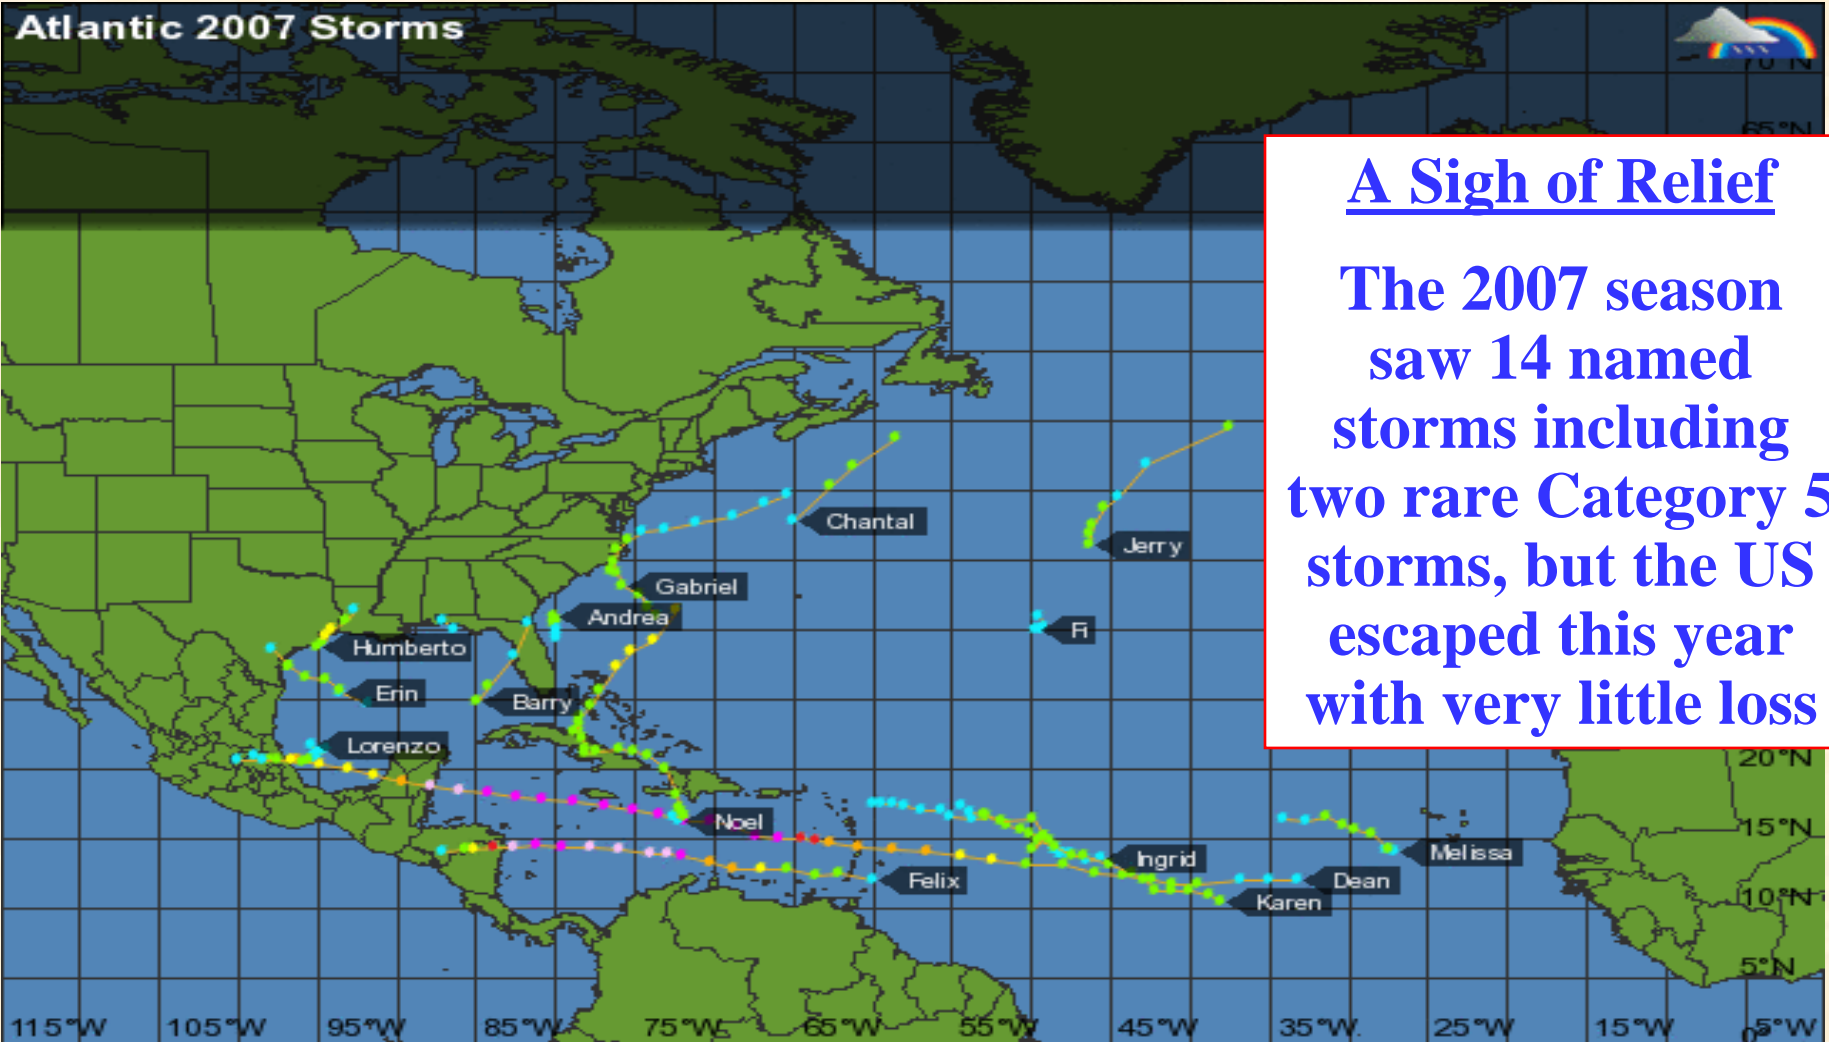 Atlantic 2007 Storms
70°N
65°N
A Sigh of Relief
The 2007 season
saw 14 named
storms including
two rare Category 5
storms, but the US
escaped this year
with very little loss
Chantal
Jerry
Gabriel
Andrea
Fi
Humberto
Erin
Barry
Lorenzo
20°N
Noel
15°N
Melissa
Ingrid
Felix
Dean
10°N
Karen
5°N
115°W 105°W 95°W 85°W 75°W 65°W 55°W 45°W 35°W 25°W 15°W 5°W